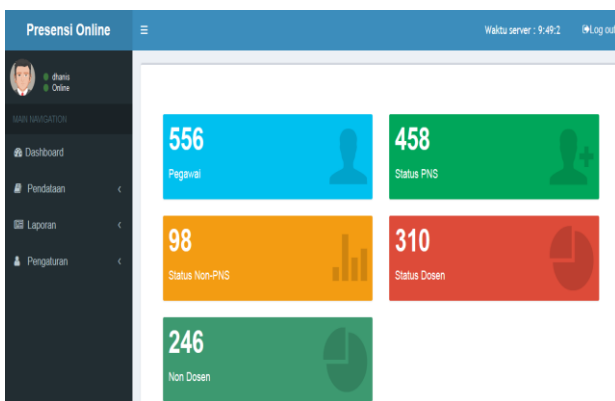 Presensi Online
Waktu server : 9:49:2 Log out
dhanis
Online
MAIN NAVIGATION
Dashboard
Pendataan
Laporan
Pengaturan
556
Pegawai
458
Status PNS
98
Status Non-PNS
310
Status Dosen
246
Non Dosen